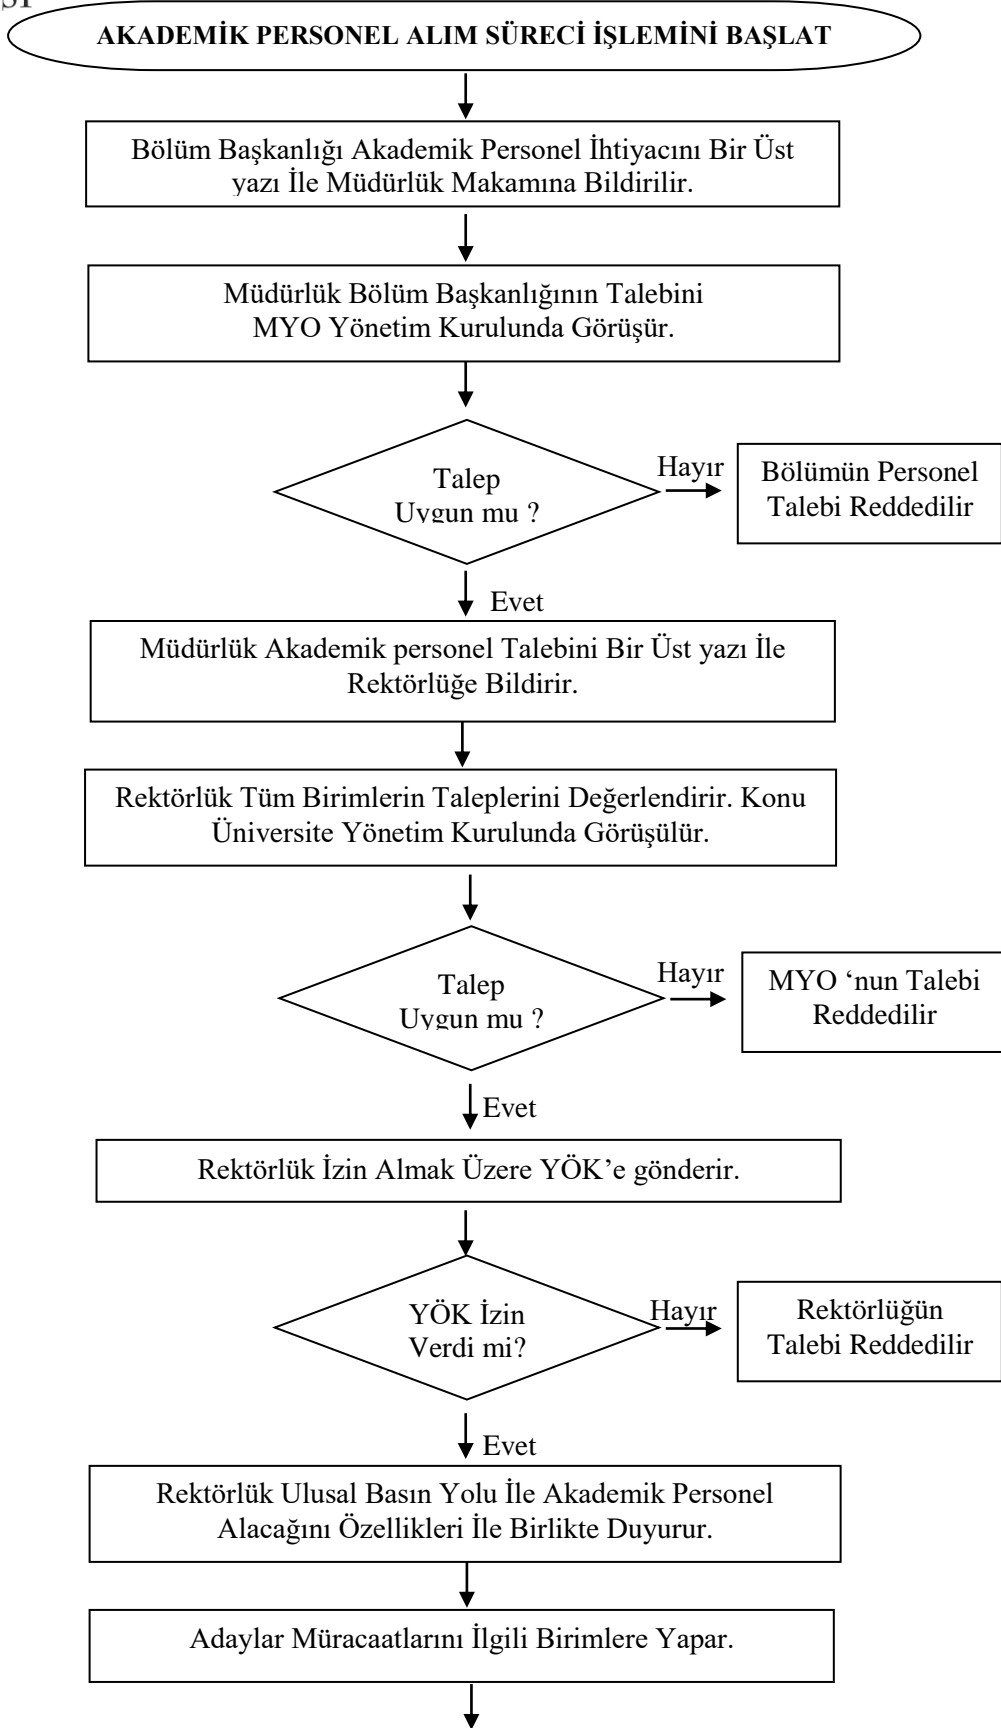 AKADEMİK PERSONEL ALIM SÜRECİ İŞLEMİNİ BAŞLAT
Bölüm Başkanlığı Akademik Personel İhtiyacını Bir Üst
yazı İle Müdürlük Makamına Bildirilir.
Müdürlük Bölüm Başkanlığının Talebini
MYO Yönetim Kurulunda Görüşür.
Talep
Uygun mu ?
Hayır
Bölümün Personel
Talebi Reddedilir
Evet
Müdürlük Akademik personel Talebini Bir Üst yazı İle
Rektörlüğe Bildirir.
Rektörlük Tüm Birimlerin Taleplerini Değerlendirir. Konu
Üniversite Yönetim Kurulunda Görüşülür.
Talep
Uygun mu ?
Hayır
MYO ‘nun Talebi
Reddedilir
Evet
Rektörlük İzin Almak Üzere YÖK’e gönderir.
YÖK İzin
Verdi mi?
Hayır
Rektörlüğün
Talebi Reddedilir
Evet
Rektörlük Ulusal Basın Yolu İle Akademik Personel
Alacağını Özellikleri İle Birlikte Duyurur.
Adaylar Müracaatlarını İlgili Birimlere Yapar.